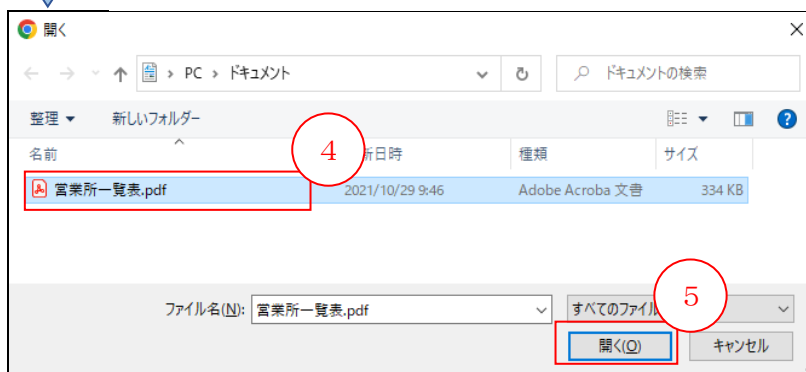 開く
PC › ドキュメント ドキュメントの検索
整理 新しいフォルダー
名前 新日時 種類 サイズ
4
営業所一覧表.pdf 2021/10/29 9:46 Adobe Acroba 文書 334 KB
ファイル名(N): 営業所一覧表.pdf すべてのファイル
5
開く(O) キャンセル